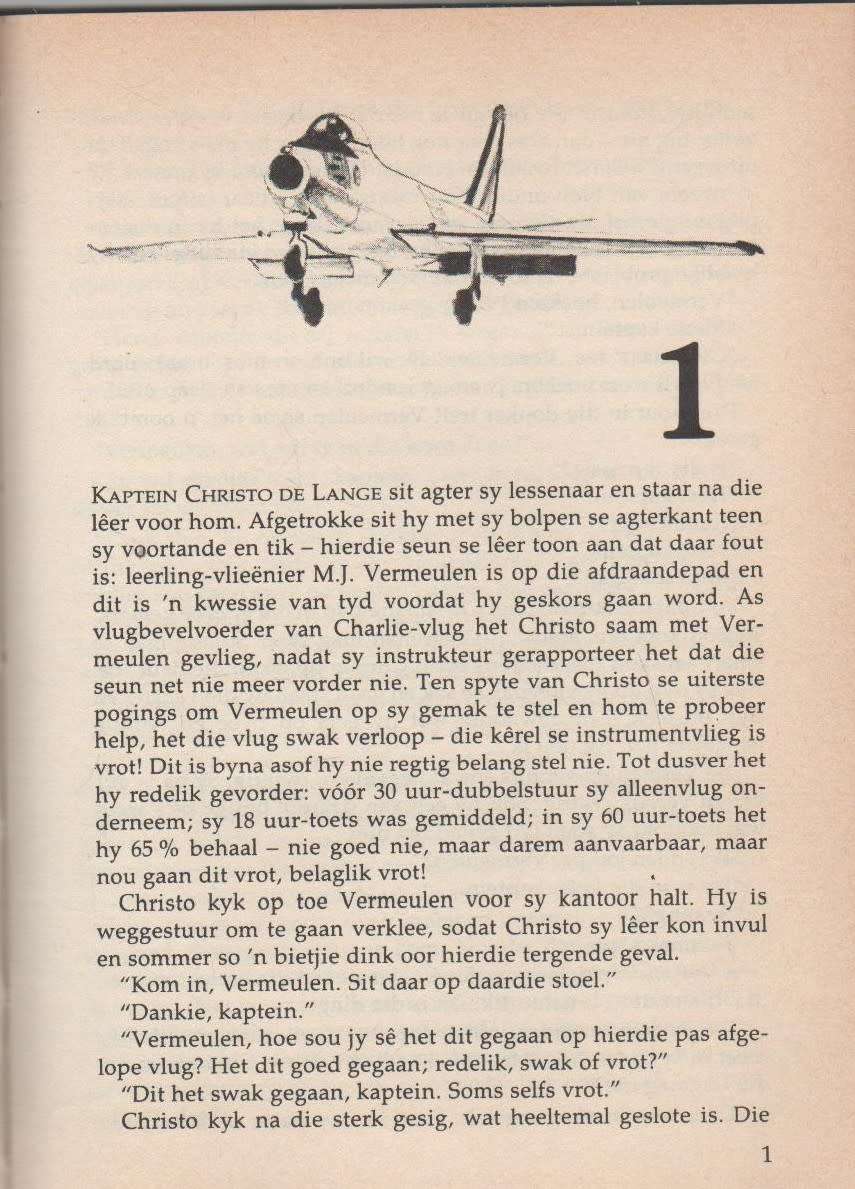 1
KAPTEIN CHRISTO DE LANGE sit agter sy lessenaar en staar na die
lêer voor hom. Afgetrokke sit hy met sy bolpen se agterkant teen
sy voortande en tik – hierdie seun se lêer toon aan dat daar fout
is: leerling-vlieënier M.J. Vermeulen is op die afdraandepad en
dit is ’n kwessie van tyd voordat hy geskors gaan word. As
vlugbevelvoerder van Charlie-vlug het Christo saam met Ver-
meulen gevlieg, nadat sy instrukteur gerapporteer het dat die
seun net nie meer vorder nie. Ten spyte van Christo se uiterste
pogings om Vermeulen op sy gemak te stel en hom te probeer
help, het die vlug swak verloop – die kêrel se instrumentvlieg is
vrot! Dit is byna asof hy nie regtig belang stel nie. Tot dusver het
hy redelik gevorder: vóór 30 uur-dubbelstuur sy alleenvlug on-
derneem; sy 18 uur-toets was gemiddeld; in sy 60 uur-toets het
hy 65 % behaal – nie goed nie, maar darem aanvaarbaar, maar
nou gaan dit vrot, belaglik vrot!
Christo kyk op toe Vermeulen voor sy kantoor halt. Hy is
weggestuur om te gaan verklee, sodat Christo sy lêer kon invul
en sommer so ’n bietjie dink oor hierdie tergende geval.
“Kom in, Vermeulen. Sit daar op daardie stoel.”
“Dankie, kaptein.”
“Vermeulen, hoe sou jy sê het dit gegaan op hierdie pas afge-
lope vlug? Het dit goed gegaan; redelik, swak of vrot?”
“Dit het swak gegaan, kaptein. Soms selfs vrot.”
Christo kyk na die sterk gesig, wat heeltemal geslote is. Die
1